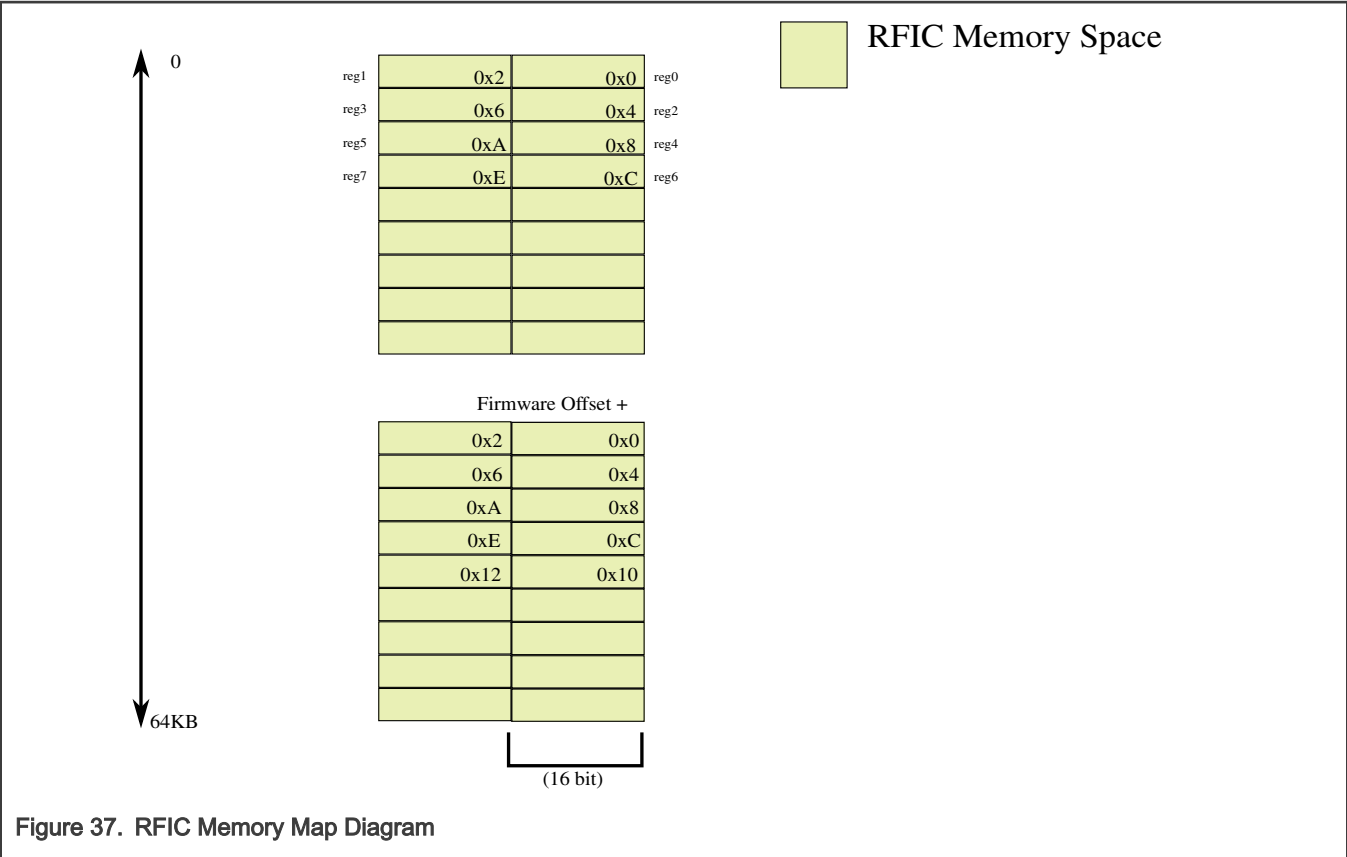 RFIC Memory Space
0
reg1 0x2 0x0 reg0
reg3 0x6 0x4 reg2
reg5 0xA 0x8 reg4
reg7 0xE 0xC reg6
Firmware Offset +
0x2 0x0
0x6 0x4
0xA 0x8
0xE 0xC
0x12 0x10
64KB
(16 bit)
Figure 37. RFIC Memory Map Diagram